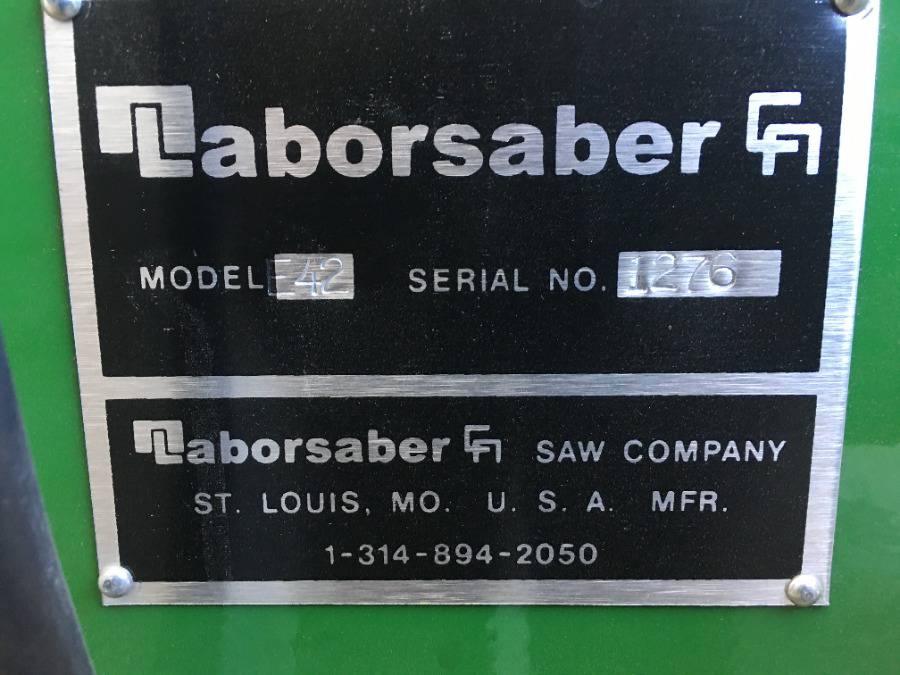 Laborsaber
MODEL 42 SERIAL NO. 1276
Laborsaber SAW COMPANY
ST. LOUIS, MO. U. S. A. MFR.
1-314-894-2050